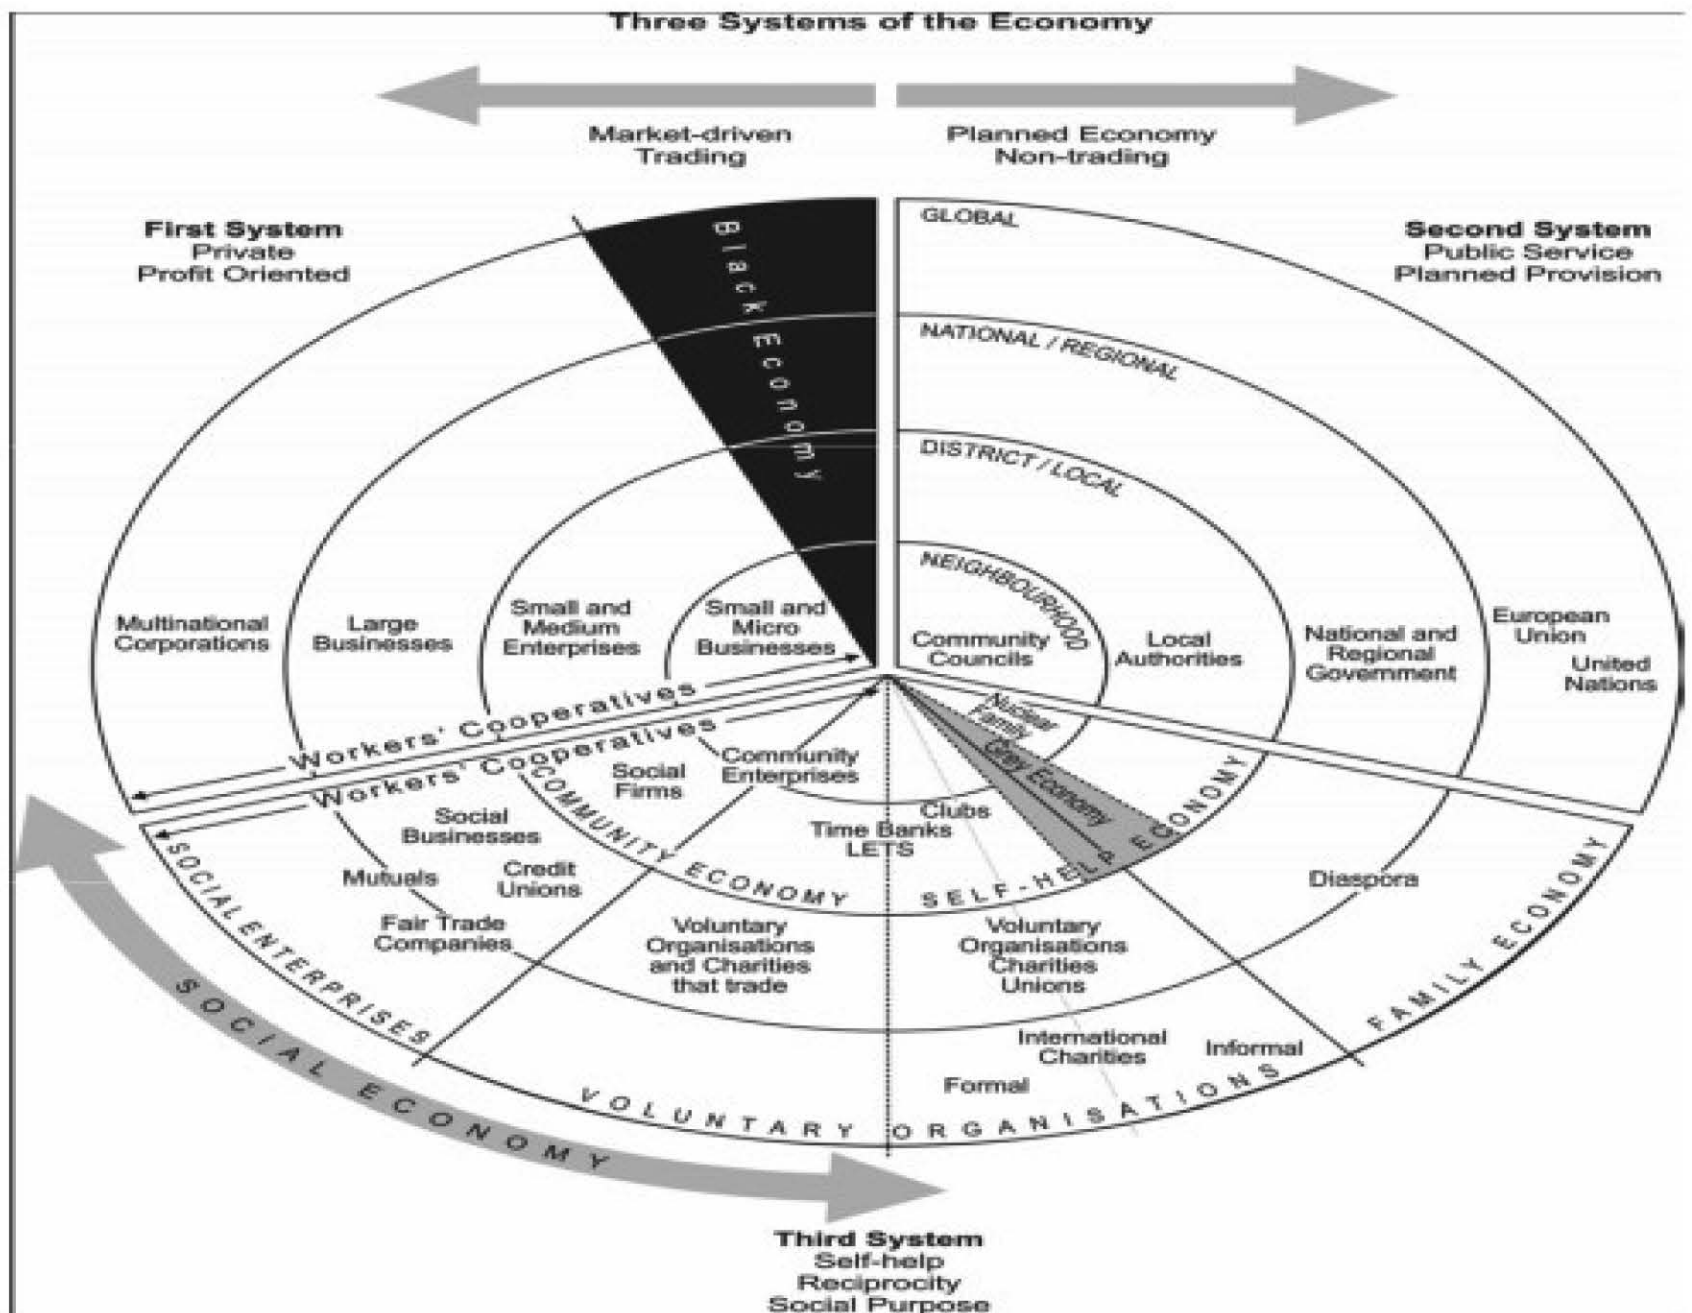 Three Systems of the Economy
Market-driven
Trading
Planned Economy
Non-trading
First System
Private
Profit Oriented
Second System
Public Service
Planned Provision
Black Economy
GLOBAL
NATIONAL / REGIONAL
DISTRICT / LOCAL
NEIGHBOURHOOD
Multinational
Corporations
Large
Businesses
Small and
Medium
Enterprises
Small and
Micro
Businesses
Community
Councils
Local
Authorities
National and
Regional
Government
European
Union
United
Nations
Workers' Cooperatives
Workers' Cooperatives
Nuclear
Family
Grey Economy
Community
Enterprises
Social
Firms
Social
Businesses
Mutuals
Credit
Unions
Fair Trade
Companies
Clubs
Time Banks
LETS
COMMUNITY ECONOMY
SELF-HELP ECONOMY
Diaspora
Voluntary
Organisations
and Charities
that trade
Voluntary
Organisations
Charities
Unions
International
Charities
Informal
Formal
SOCIAL ENTERPRISES
VOLUNTARY ORGANISATIONS
FAMILY ECONOMY
SOCIAL ECONOMY
Third System
Self-help
Reciprocity
Social Purpose